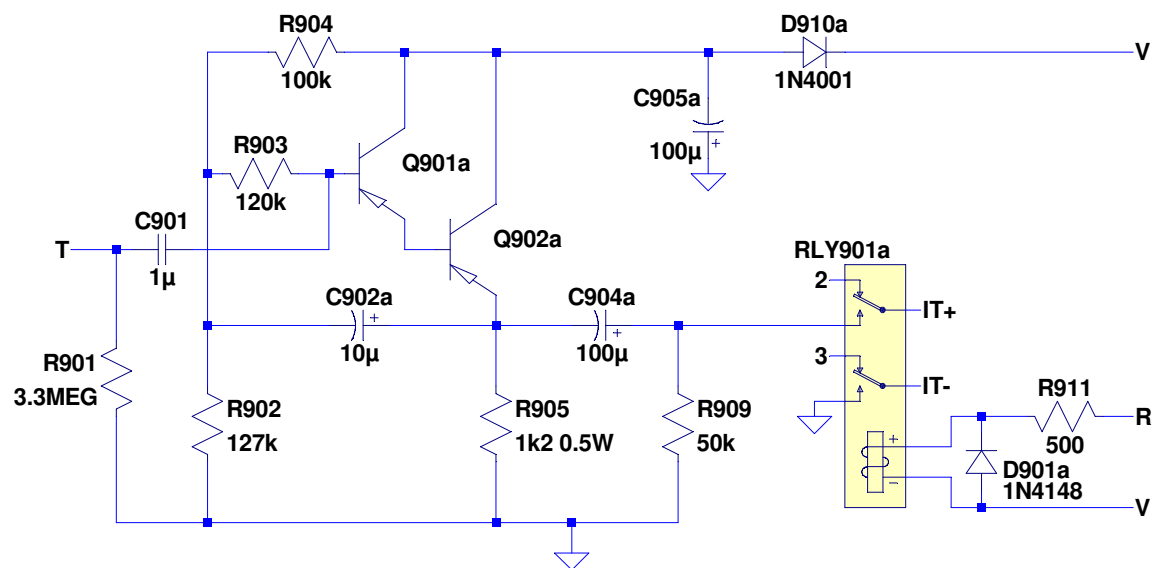 R904
100k
D910a
1N4001
V
C905a
100µ
+
R903
120k
Q901a
C901
T
1µ
Q902a
RLY901a
2
IT+
C902a
+
10µ
C904a
+
100µ
3
IT-
R901
3.3MEG
R902
127k
R905
1k2 0.5W
R909
50k
R911
R
500
+
-
D901a
1N4148
V